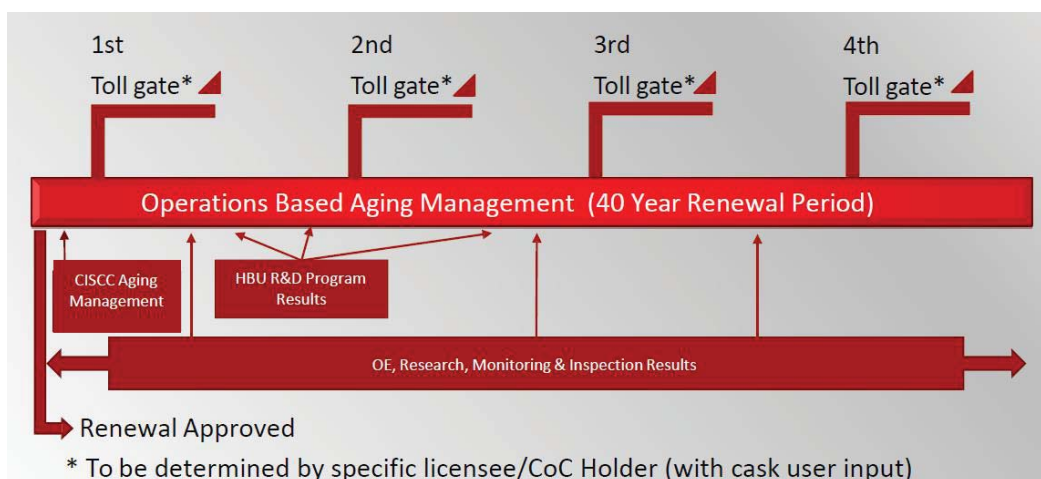 1st
Toll gate*
2nd
Toll gate*
3rd
Toll gate*
4th
Toll gate*
Operations Based Aging Management (40 Year Renewal Period)
CISCC Aging
Management
HBU R&D Program
Results
OE, Research, Monitoring & Inspection Results
Renewal Approved
* To be determined by specific licensee/CoC Holder (with cask user input)